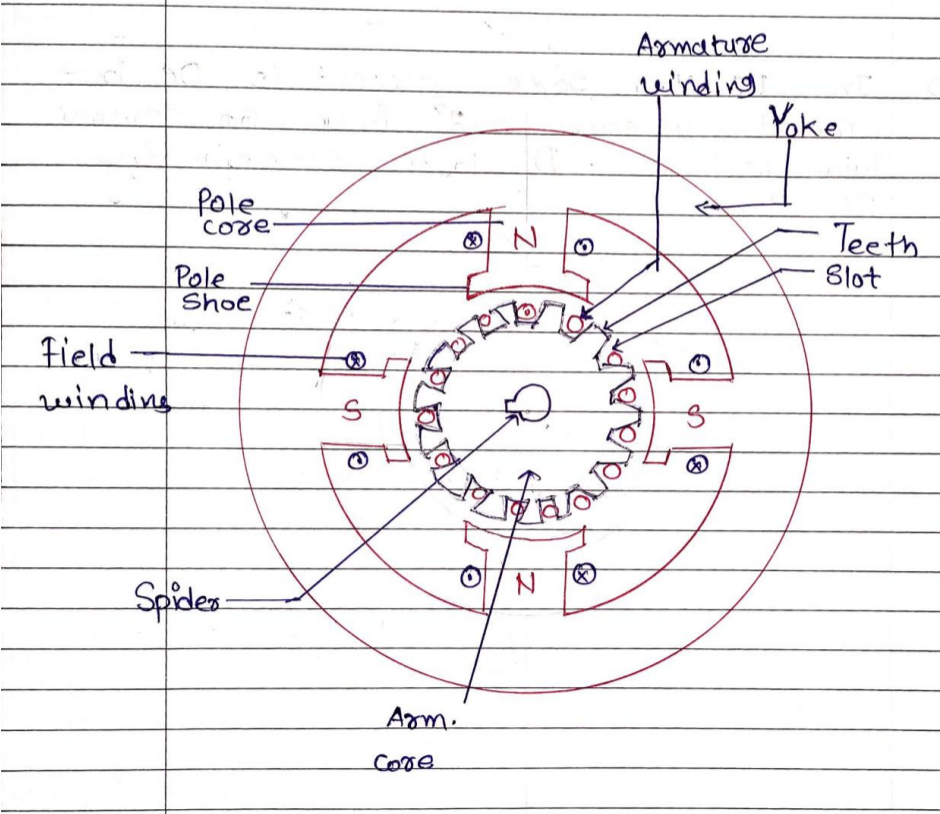 Armature
winding
Yoke
Pole
core
N
Teeth
Slot
Pole
Shoe
Field
winding
S
S
N
Spider
Arm.
core